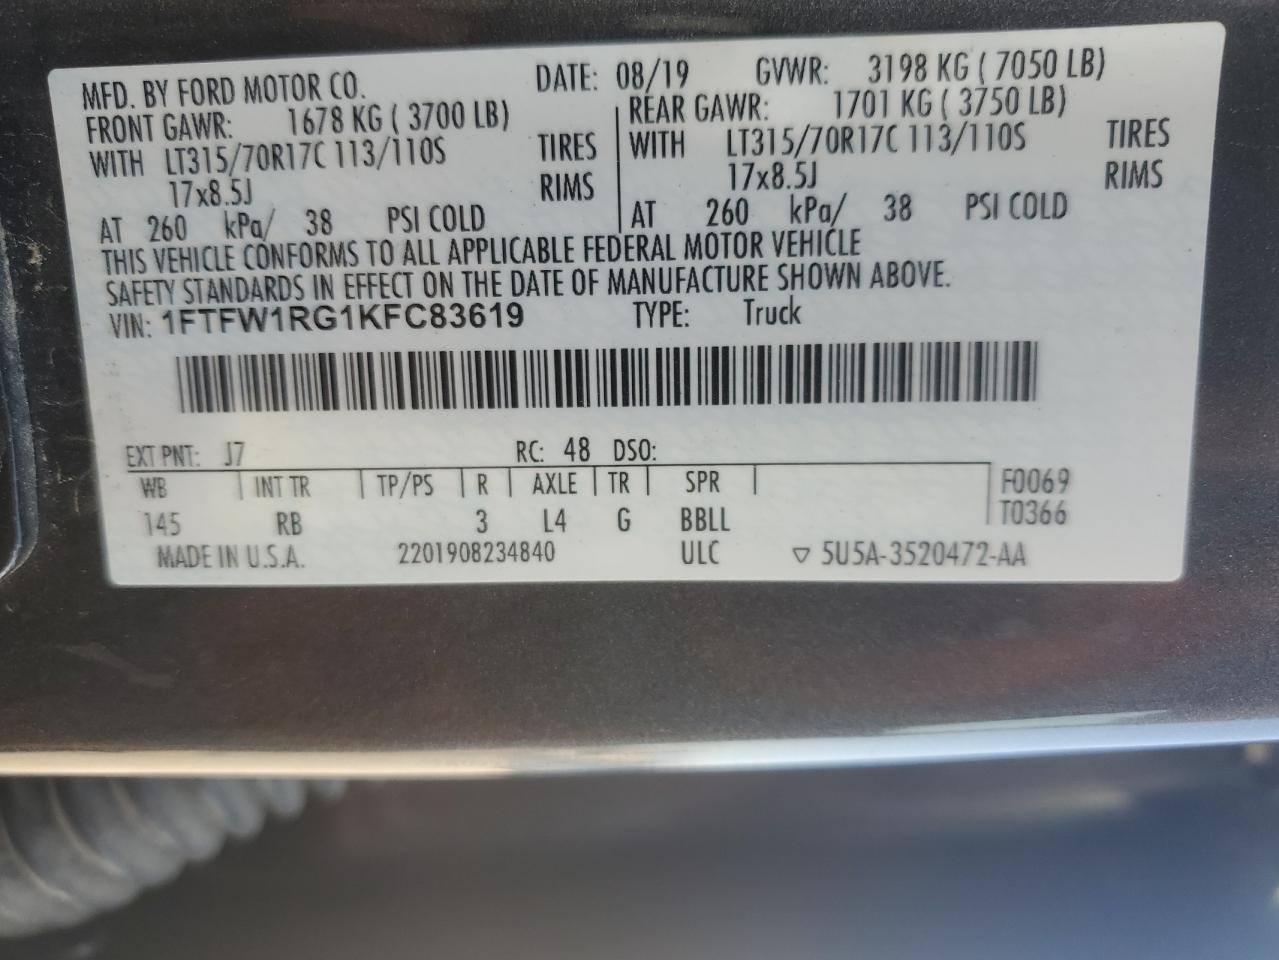 MFD. BY FORD MOTOR CO. DATE: 08/19 GVWR: 3198 KG ( 7050 LB)
FRONT GAWR: 1678 KG ( 3700 LB) REAR GAWR: 1701 KG ( 3750 LB)
WITH LT315/70R17C 113/110S TIRES WITH LT315/70R17C 113/110S TIRES
17x8.5J RIMS 17x8.5J RIMS
AT 260 kPa/ 38 PSI COLD AT 260 kPa/ 38 PSI COLD
THIS VEHICLE CONFORMS TO ALL APPLICABLE FEDERAL MOTOR VEHICLE
SAFETY STANDARDS IN EFFECT ON THE DATE OF MANUFACTURE SHOWN ABOVE.
VIN: 1FTFW1RG1KFC83619 TYPE: Truck
EXT PNT: J7 RC: 48 DSO:
WB INT TR TP/PS R AXLE TR SPR F0069
145 RB 3 L4 G BBLL T0366
MADE IN U.S.A. 2201908234840 ULC ▽ 5U5A-3520472-AA